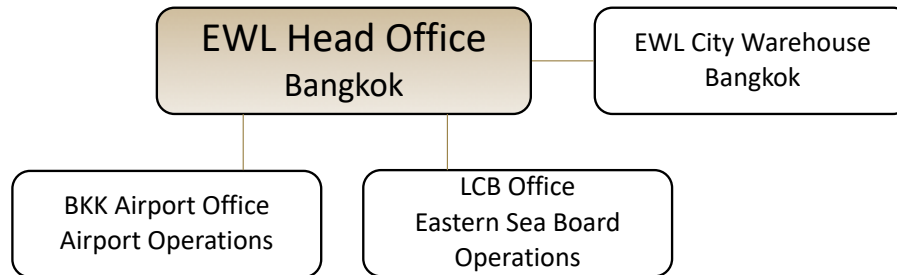 EWL Head Office
Bangkok
EWL City Warehouse
Bangkok
BKK Airport Office
Airport Operations
LCB Office
Eastern Sea Board
Operations